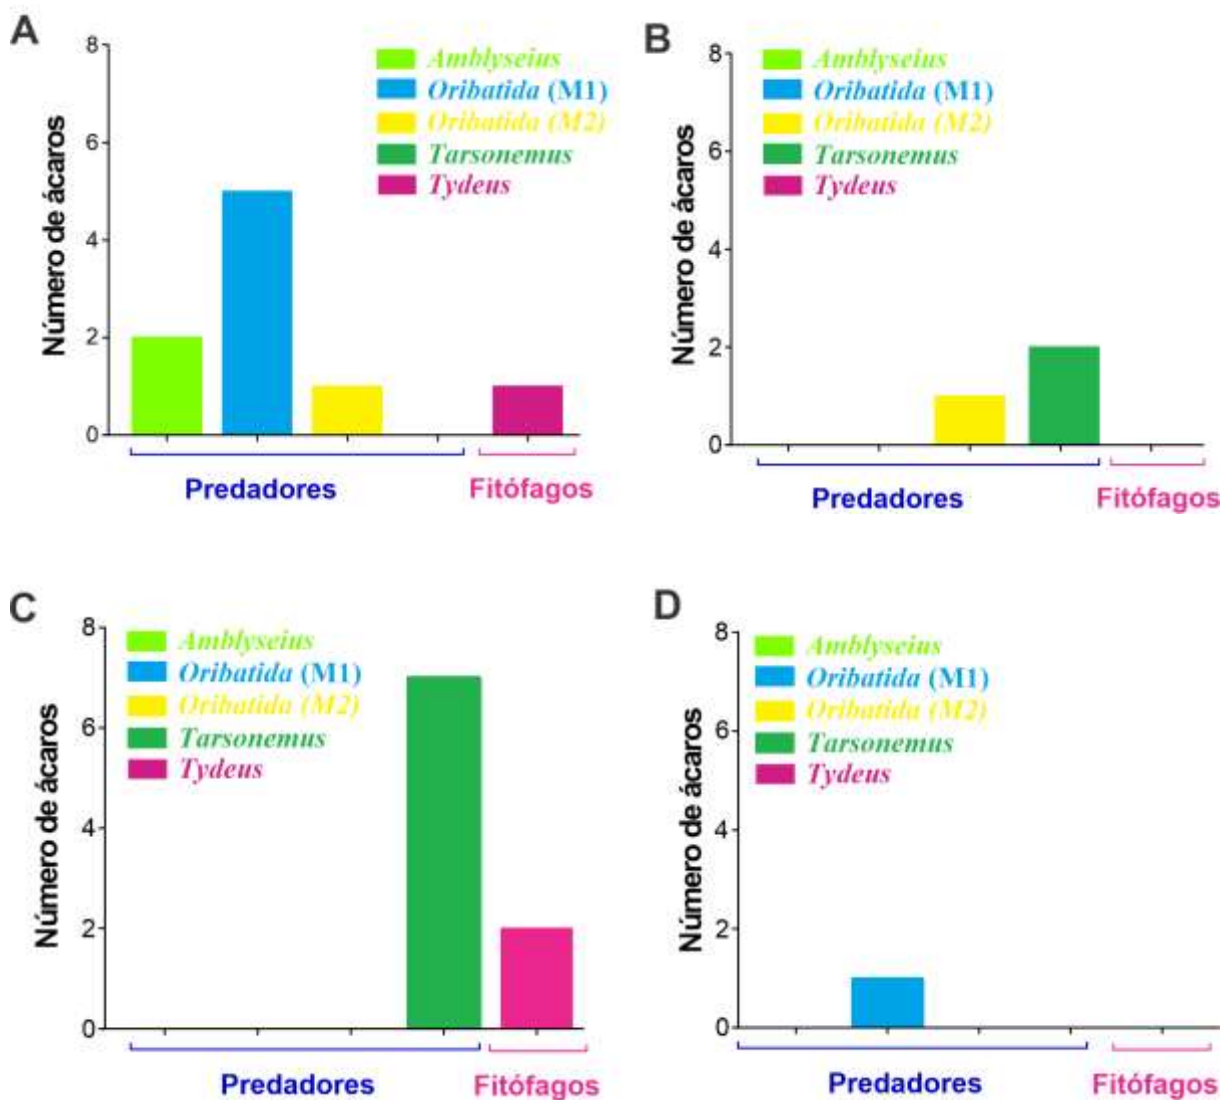 A
8
6
4
2
0
Número de ácaros
Amblyseius
Oribatida (M1)
Oribatida (M2)
Tarsonemus
Tydeus
Predadores
Fitófagos
B
8
6
4
2
0
Número de ácaros
Amblyseius
Oribatida (M1)
Oribatida (M2)
Tarsonemus
Tydeus
Predadores
Fitófagos
C
8
6
4
2
0
Número de ácaros
Amblyseius
Oribatida (M1)
Oribatida (M2)
Tarsonemus
Tydeus
Predadores
Fitófagos
D
8
6
4
2
0
Número de ácaros
Amblyseius
Oribatida (M1)
Oribatida (M2)
Tarsonemus
Tydeus
Predadores
Fitófagos